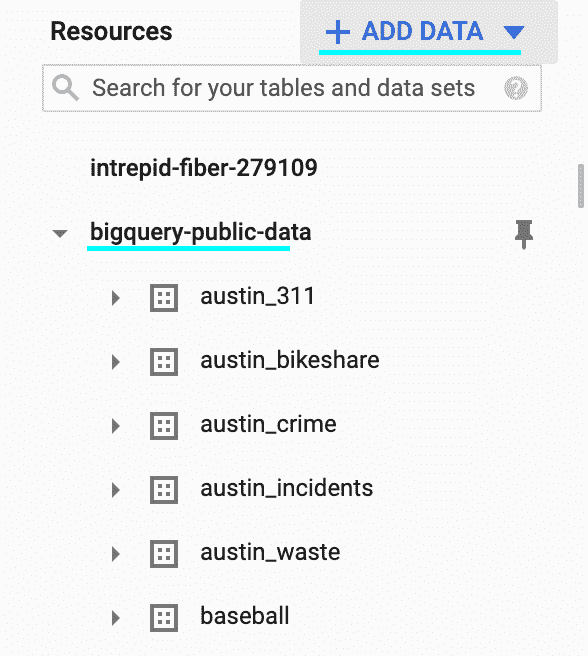 Resources + ADD DATA
Search for your tables and data sets ?
intrepid-fiber-279109
bigquery-public-data
austin_311
austin_bikeshare
austin_crime
austin_incidents
austin_waste
baseball